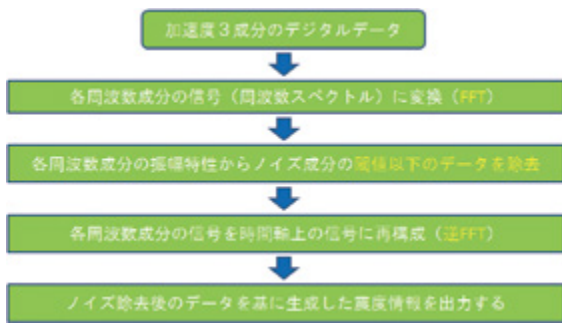 加速度３成分のデジタルデータ
各周波数成分の信号（周波数スペクトル）に変換（FFT）
各周波数成分の振幅特性からノイズ成分の閾値以下のデータを除去
各周波数成分の信号を時間軸上の信号に再構成（逆FFT）
ノイズ除去後のデータを基に生成した震度情報を出力する